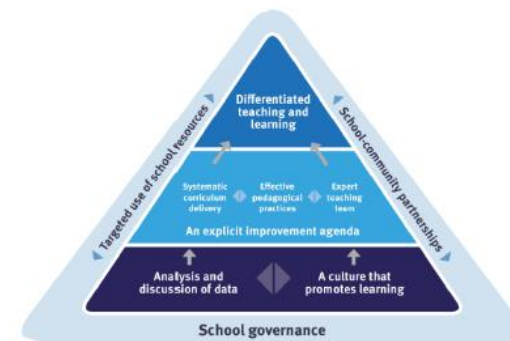 Differentiated
teaching and
learning
Targeted use of school resources
School-community partnerships
Systematic
curriculum
delivery
Effective
pedagogical
practices
Expert
teaching
team
An explicit improvement agenda
Analysis and
discussion of data
A culture that
promotes learning
School governance